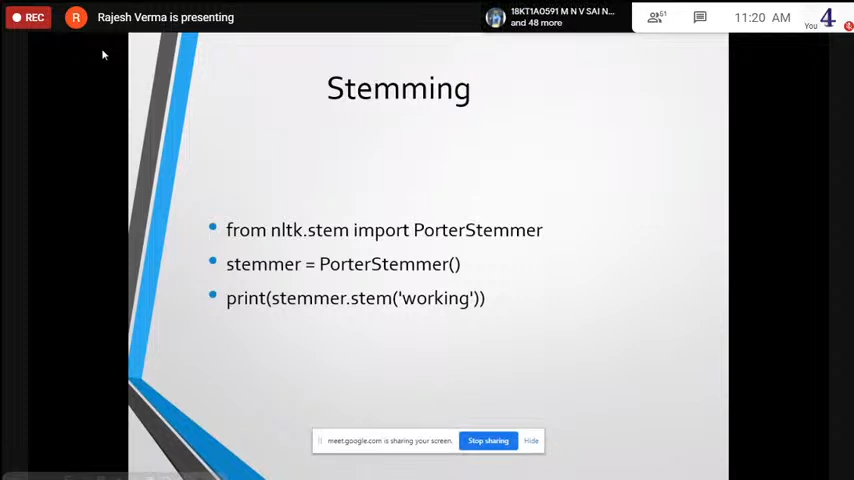 REC
R
Rajesh Verma is presenting
18KT1A0591 M N V SAI N...
and 48 more
51
11:20 AM
You
4
Stemming
• from nltk.stem import PorterStemmer
• stemmer = PorterStemmer()
• print(stemmer.stem('working'))
meet.google.com is sharing your screen.
Stop sharing
Hide